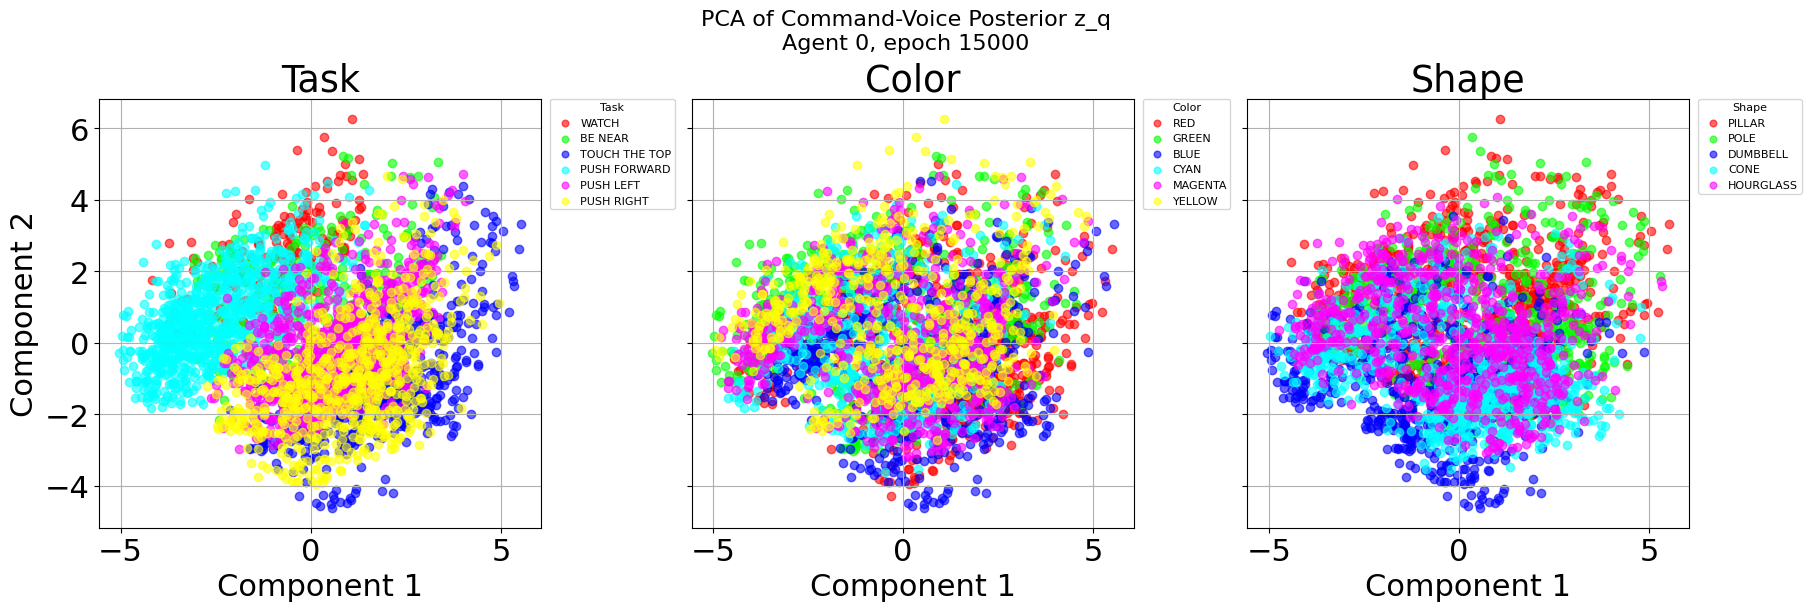 PCA of Command-Voice Posterior z_q
Agent 0, epoch 15000
Task
Color
Shape
Task
WATCH
BE NEAR
TOUCH THE TOP
PUSH FORWARD
PUSH LEFT
PUSH RIGHT
Color
RED
GREEN
BLUE
CYAN
MAGENTA
YELLOW
Shape
PILLAR
POLE
DUMBBELL
CONE
HOURGLASS
Component 2
6
4
2
0
−2
−4
−5 0 5
−5 0 5
−5 0 5
Component 1
Component 1
Component 1